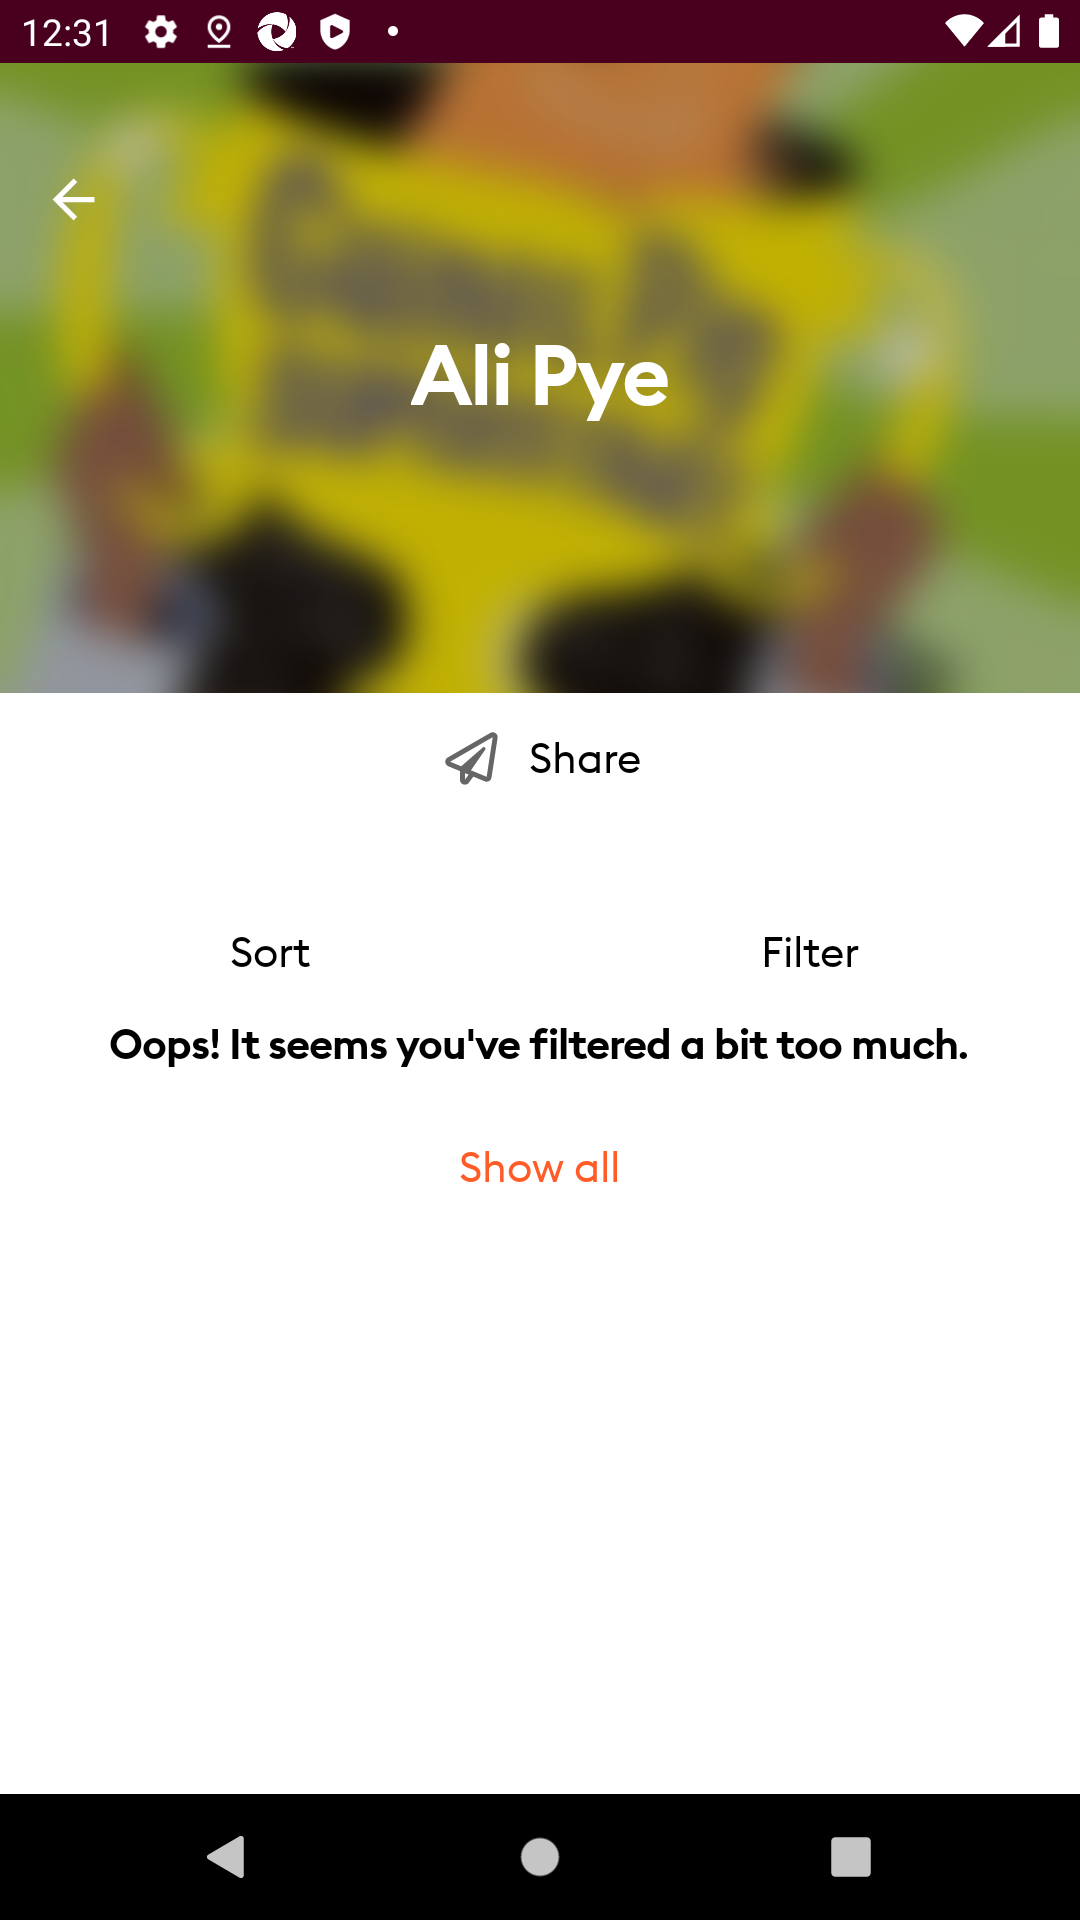 12:31
Ali Pye
Share
Sort
Filter
Oops! It seems you've filtered a bit too much.
Show all